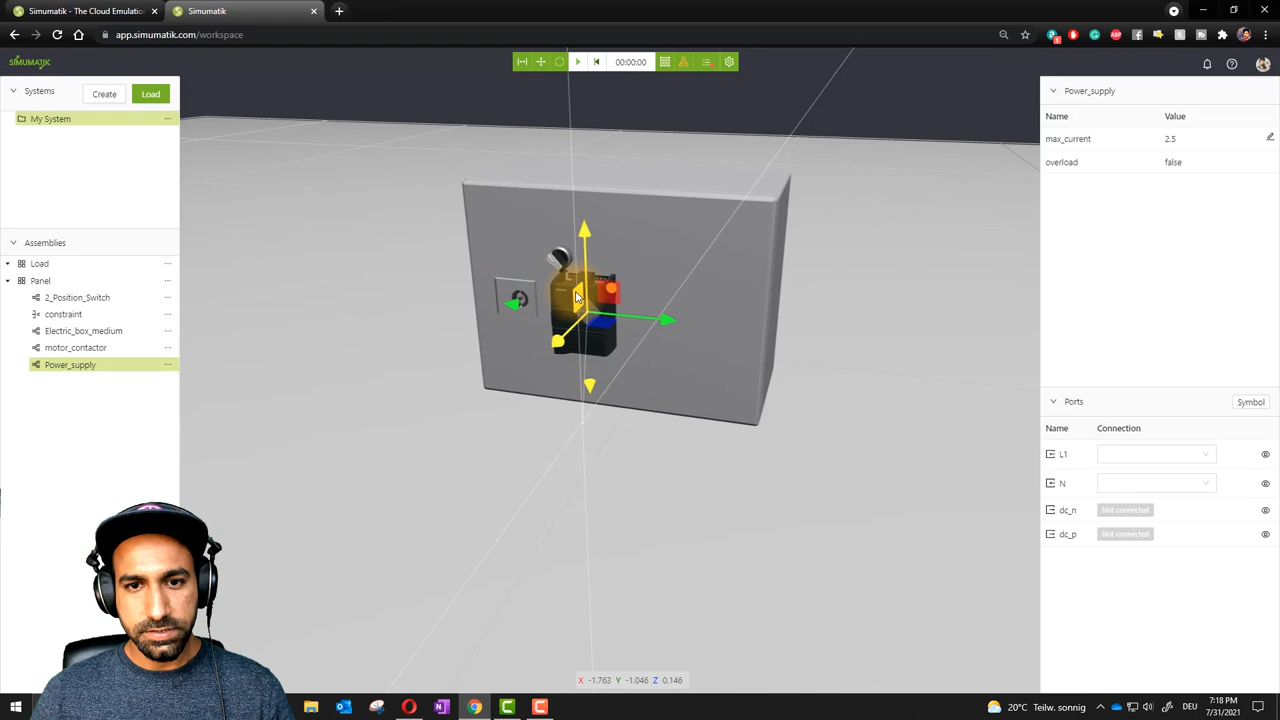 Simumatik - The Cloud Emulation
Simumatik
app.simumatik.com/workspace
SIMUMATIK
00:00:00
Systems
Create
Load
My System
Assemblies
Load
Panel
2_Position_Switch
constraint
Electric_box_medium
motor_contactor
Power_supply
Power_supply
Name
Value
max_current
2.5
overload
false
Ports
Symbol
Name
Connection
L1
N
dc_n
Not connected
dc_p
Not connected
X -1.763 Y -1.046 Z 0.146
20°C Teilw. sonnig
DEU
7:18 PM
7/31/2021